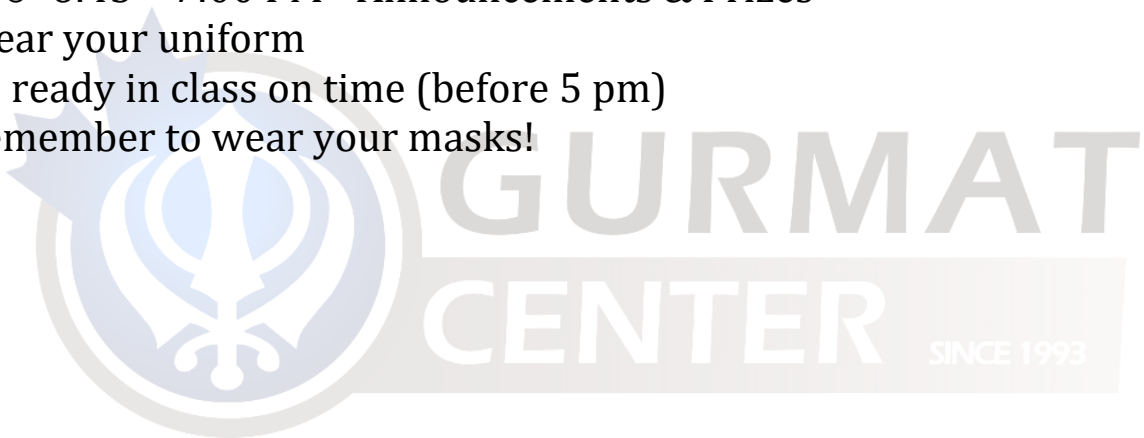 Announcements & Prizes
ear your uniform
ready in class on time (before 5 pm)
emember to wear your masks!
GURMAT
CENTER
SINCE 1993